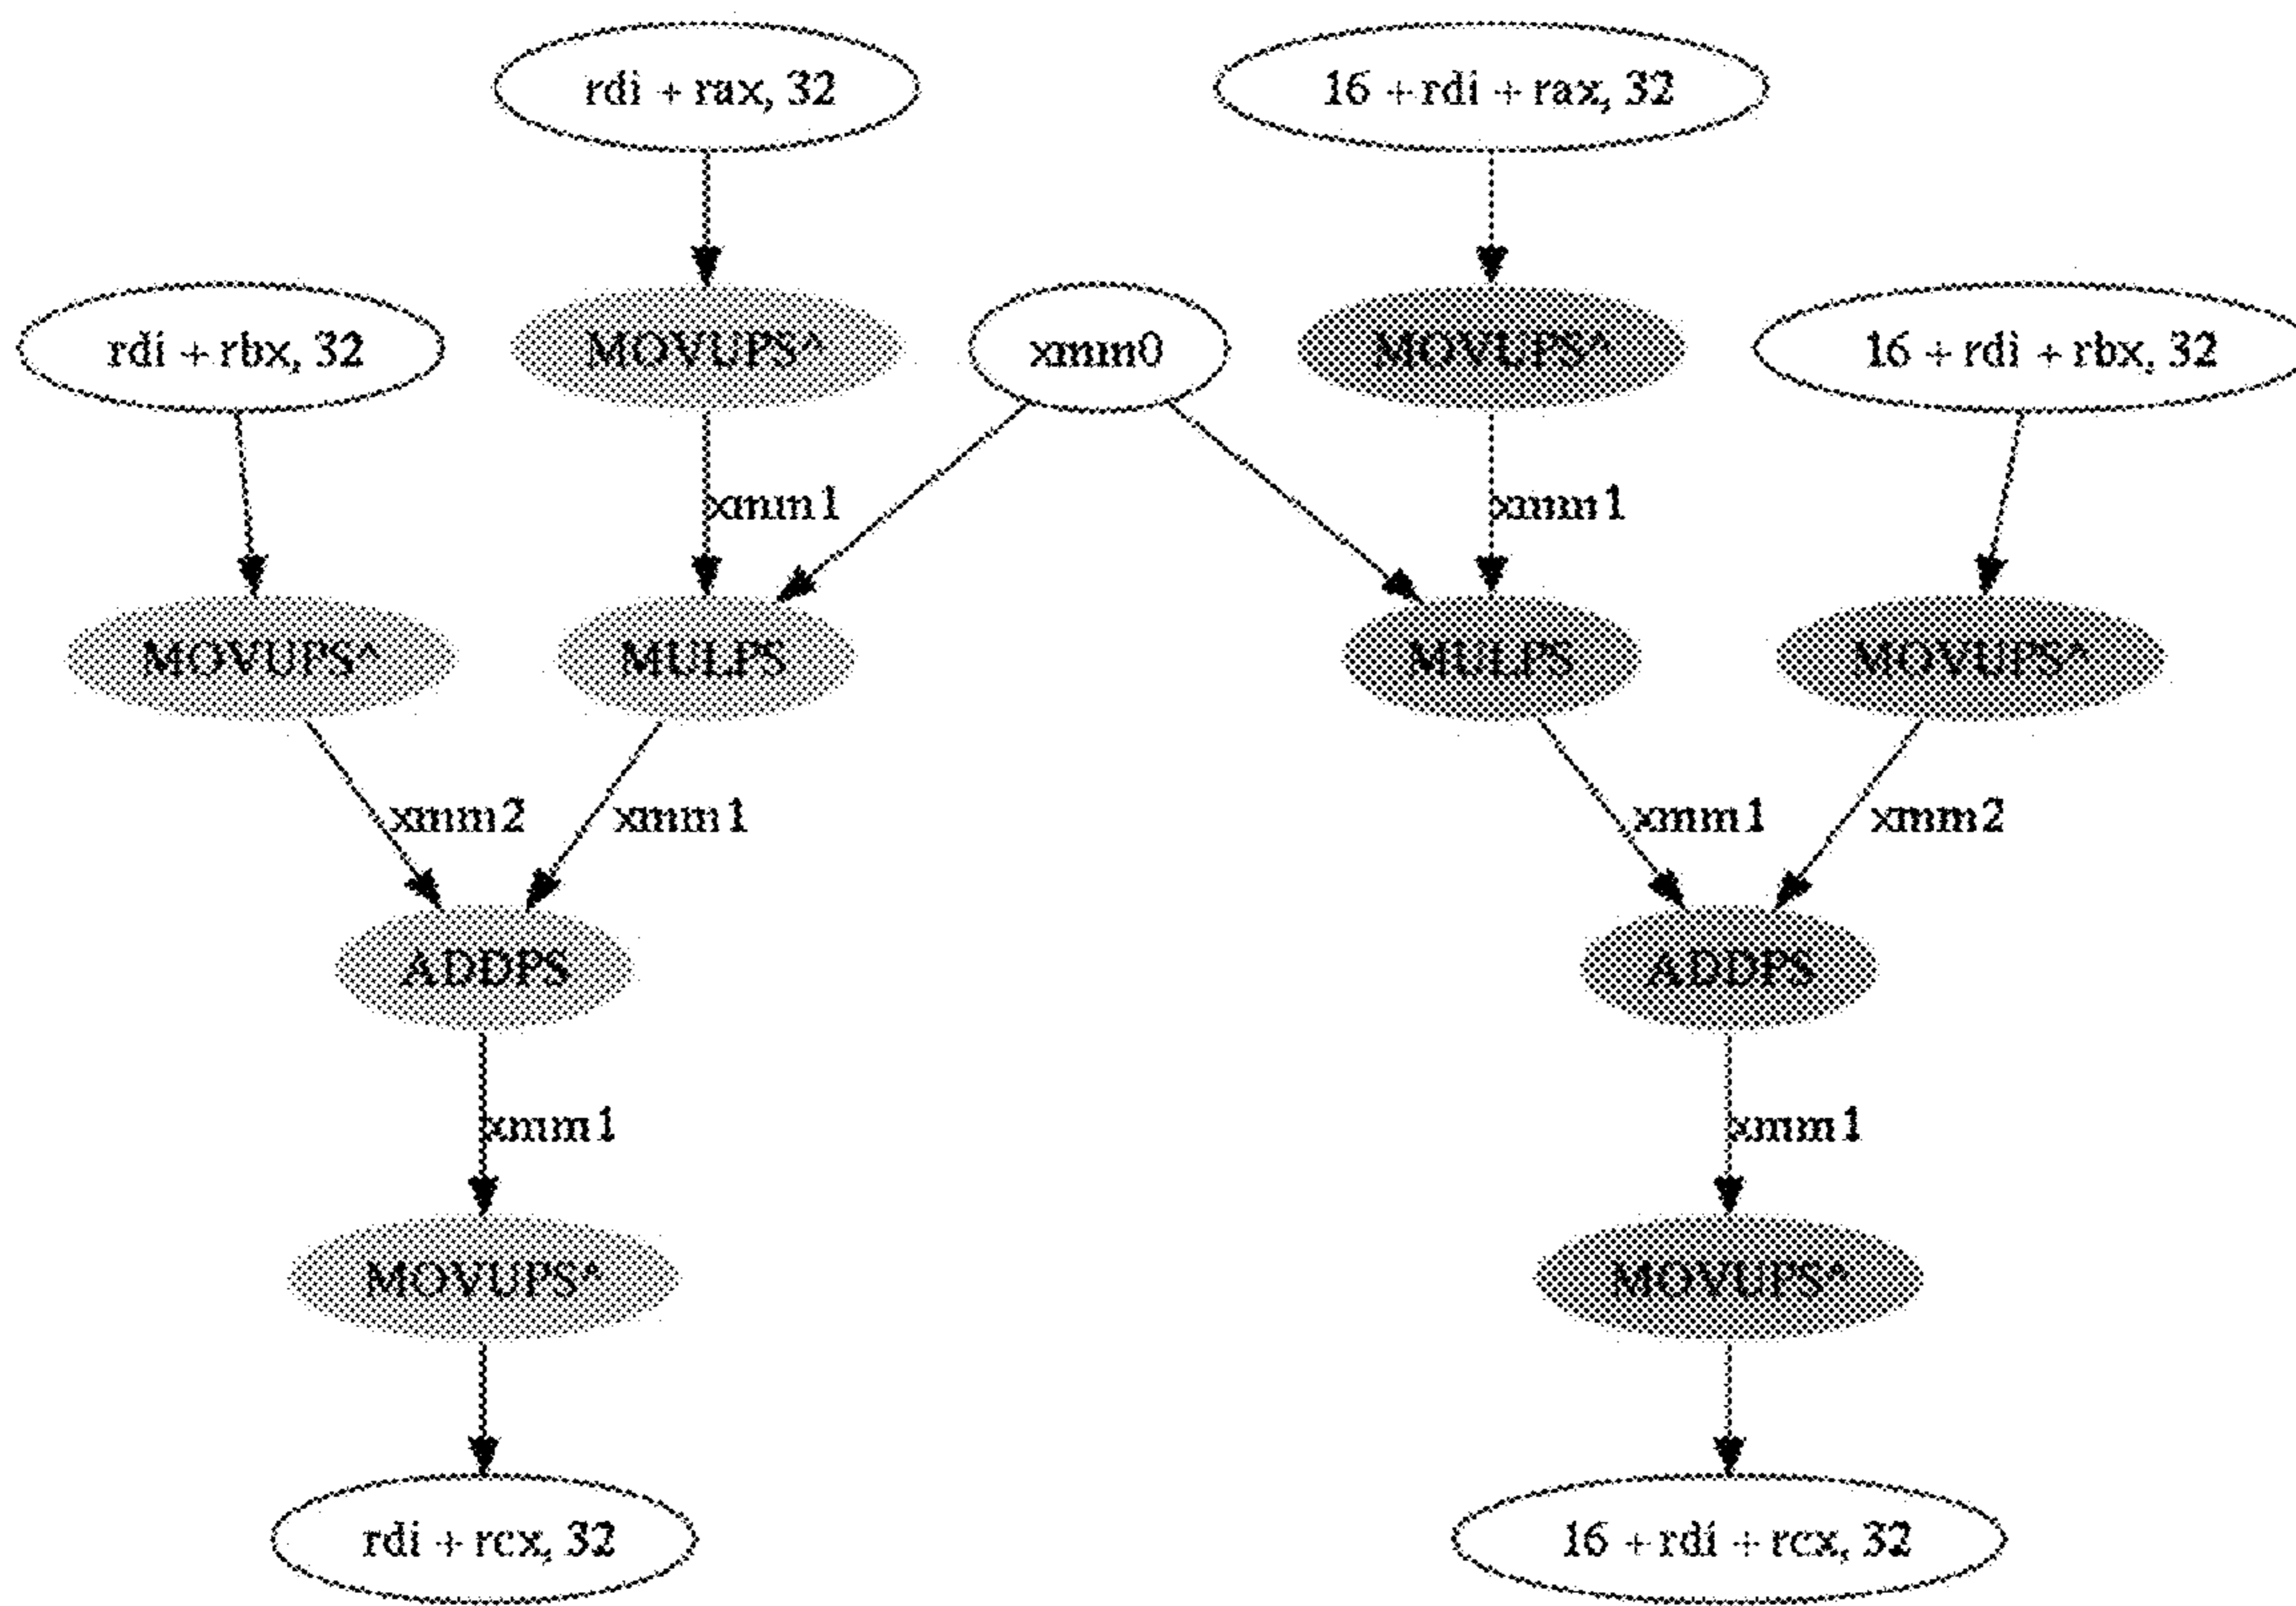 rdi + rax, 32
16 + rdi + rax, 32
rdi + rbx, 32
MOVUPS^
xmm0
MOVUPS^
16 + rdi + rbx, 32
xmm1
xmm1
MOVUPS^
MULPS
MULPS
MOVUPS^
xmm2
xmm1
xmm1
xmm2
ADDPS
ADDPS
xmm1
xmm1
MOVUPS^
MOVUPS^
rdi + rcx, 32
16 + rdi + rcx, 32